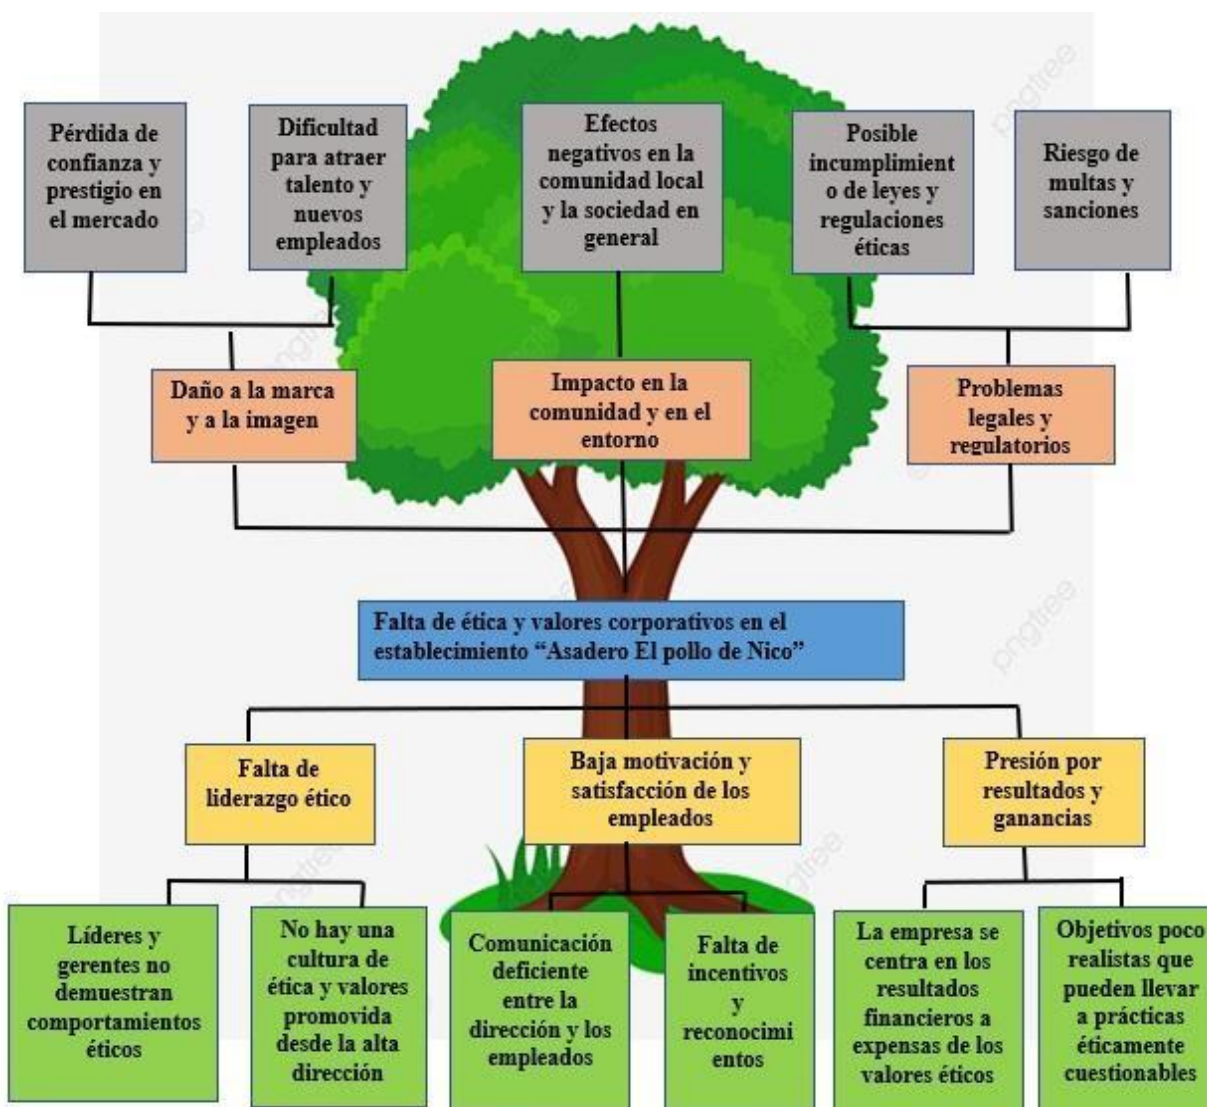 Pérdida de
confianza y
prestigio en
el mercado
Dificultad
para atraer
talento y
nuevos
empleados
Efectos
negativos en la
comunidad local
y la sociedad en
general
Posible
incumplimient
o de leyes y
regulaciones
éticas
Riesgo de
multas y
sanciones
Daño a la marca
y a la imagen
Impacto en la
comunidad y en el
entorno
Problemas
legales y
regulatorios
Falta de ética y valores corporativos en el
establecimiento “Asadero El pollo de Nico”
Falta de
liderazgo ético
Baja motivación y
satisfacción de los
empleados
Presión por
resultados y
ganancias
Líderes y
gerentes no
demuestran
comportamientos
éticos
No hay una
cultura de
ética y valores
promovida
desde la alta
dirección
Comunicación
deficiente
entre la
dirección y los
empleados
Falta de
incentivos
y
reconocimi
entos
La empresa se
centra en los
resultados
financieros a
expensas de los
valores éticos
Objetivos poco
realistas que
pueden llevar
a prácticas
éticamente
cuestionables
pngtree
pngtree
pngtree
pngtree
pngtree
pngtree